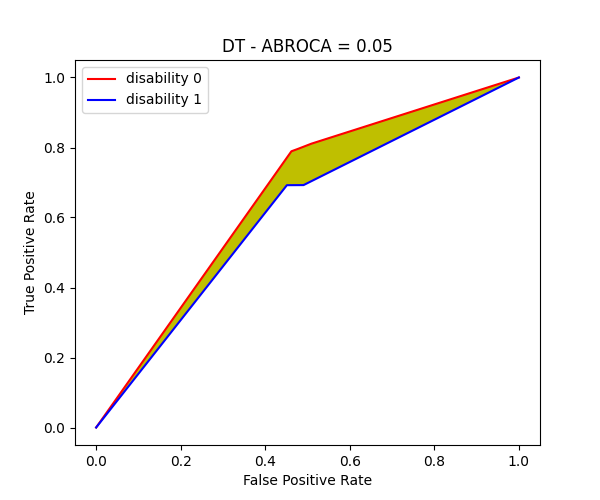 DT - ABROCA = 0.05
disability 0
disability 1
True Positive Rate
1.0
0.8
0.6
0.4
0.2
0.0
0.0 0.2 0.4 0.6 0.8 1.0
False Positive Rate